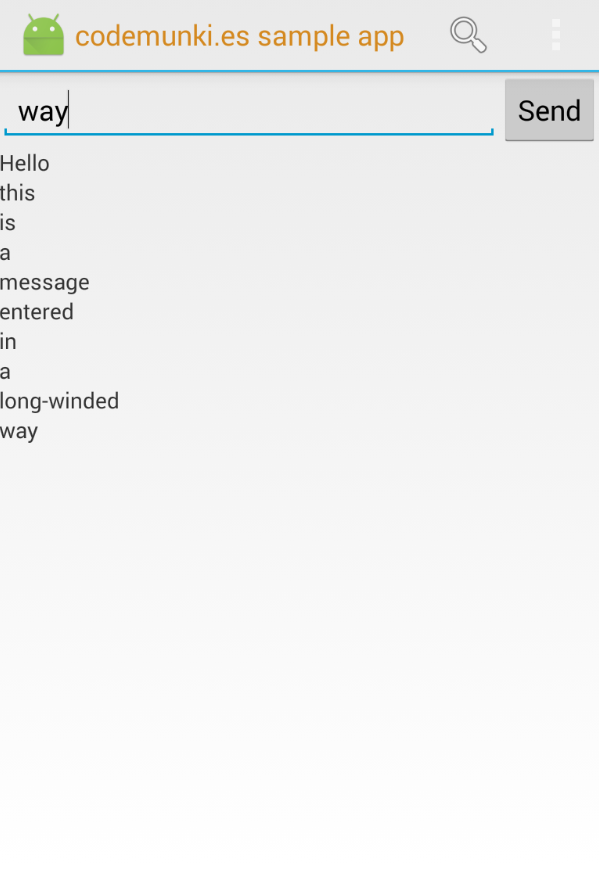 codemunki.es sample app
way
Send
Hello
this
is
a
message
entered
in
a
long-winded
way